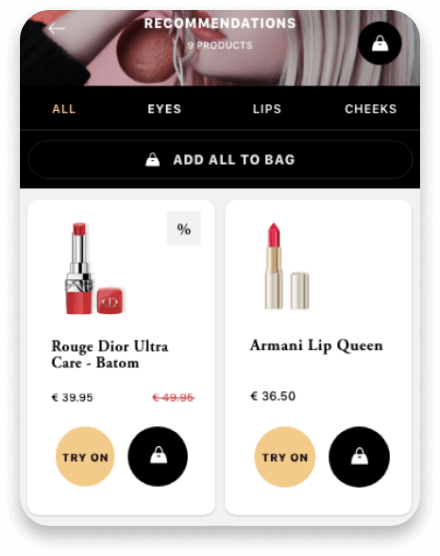 RECOMMENDATIONS
9 PRODUCTS
ALL EYES LIPS CHEEKS
ADD ALL TO BAG
%
Rouge Dior Ultra
Care - Batom
€ 39.95 € 49.95
TRY ON
Armani Lip Queen
€ 36.50
TRY ON